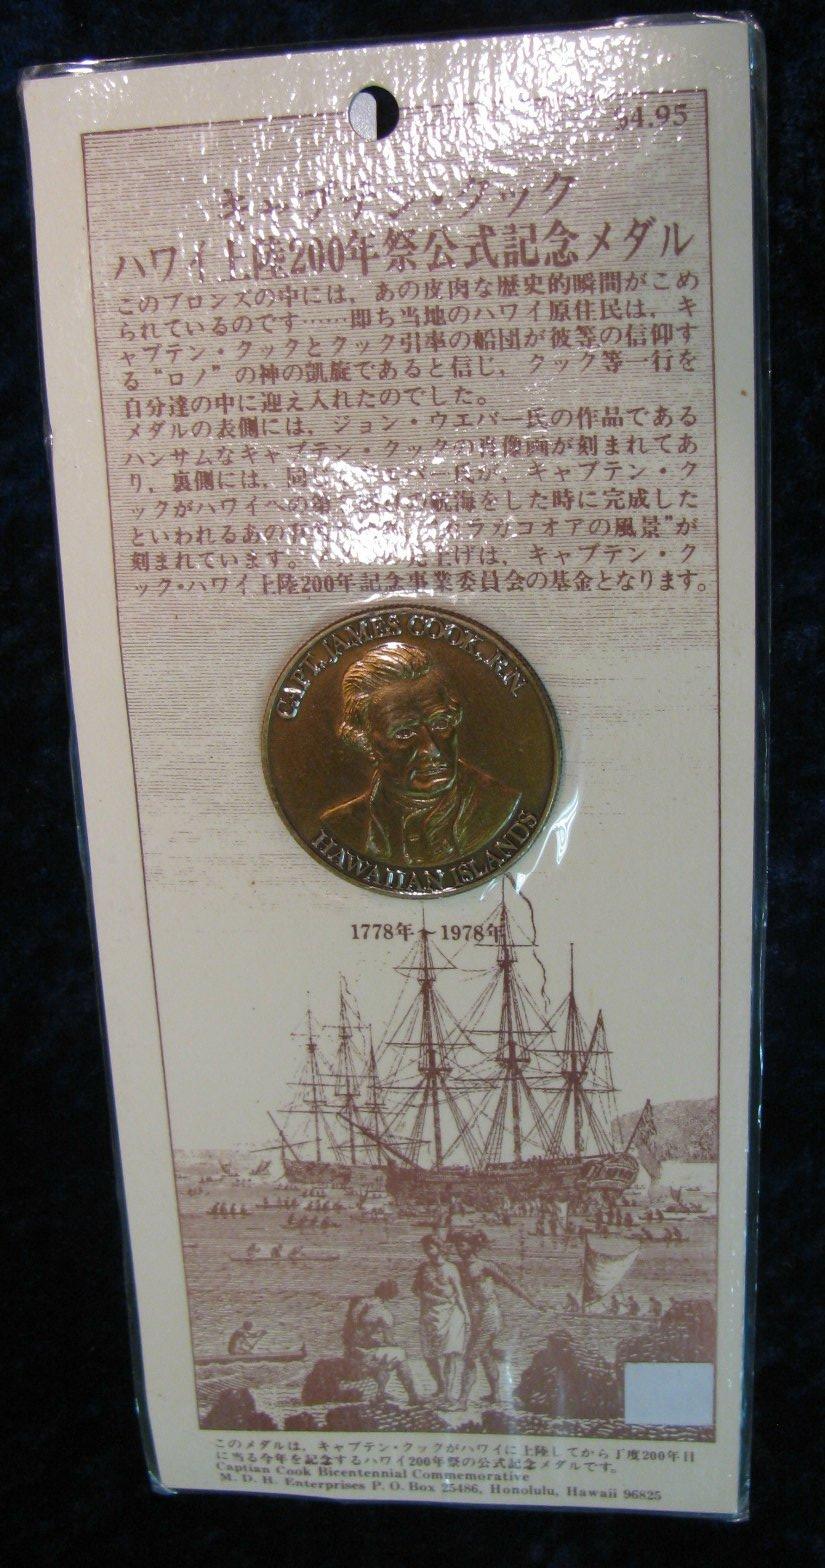 $4.95
キャプテン・クック
ハワイ上陸200年祭公式記念メダル
このブロンズの中には、あの皮肉な歴史的瞬間がこめ
られているのです……即ち当地のハワイ原住民は、キ
ャプテン・クックとクック引率の船団が彼等の信仰す
る“ロノ”の神の凱旋であると信じ、クック等一行を
自分達の中に迎え入れたのでした。
メダルの表側には、ジョン・ウエバー氏の作品である
ハンサムなキャプテン・クックの肖像画が刻まれてあ
り、裏側には、同じ エバー氏が、キャプテン・ク
ックがハワイへの第 航海をした時に完成した
といわれるあの ラカコオアの風景”が
刻まれています。 上げは、キャプテン・ク
ック・ハワイ上陸200年記念事業委員会の基金となります。
CAPT. JAMES COOK, R.N.
HAWAIIAN ISLANDS
1778年～1978年
このメダルは、キャプテン・クックがハワイに上陸してから丁度200年目
に当る今年を記念するハワイ200年祭の公式記念メダルです。
Captian Cook Bicentennial Commemorative
M. D. H. Enterprises P. O. Box 25486, Honolulu, Hawaii 96825